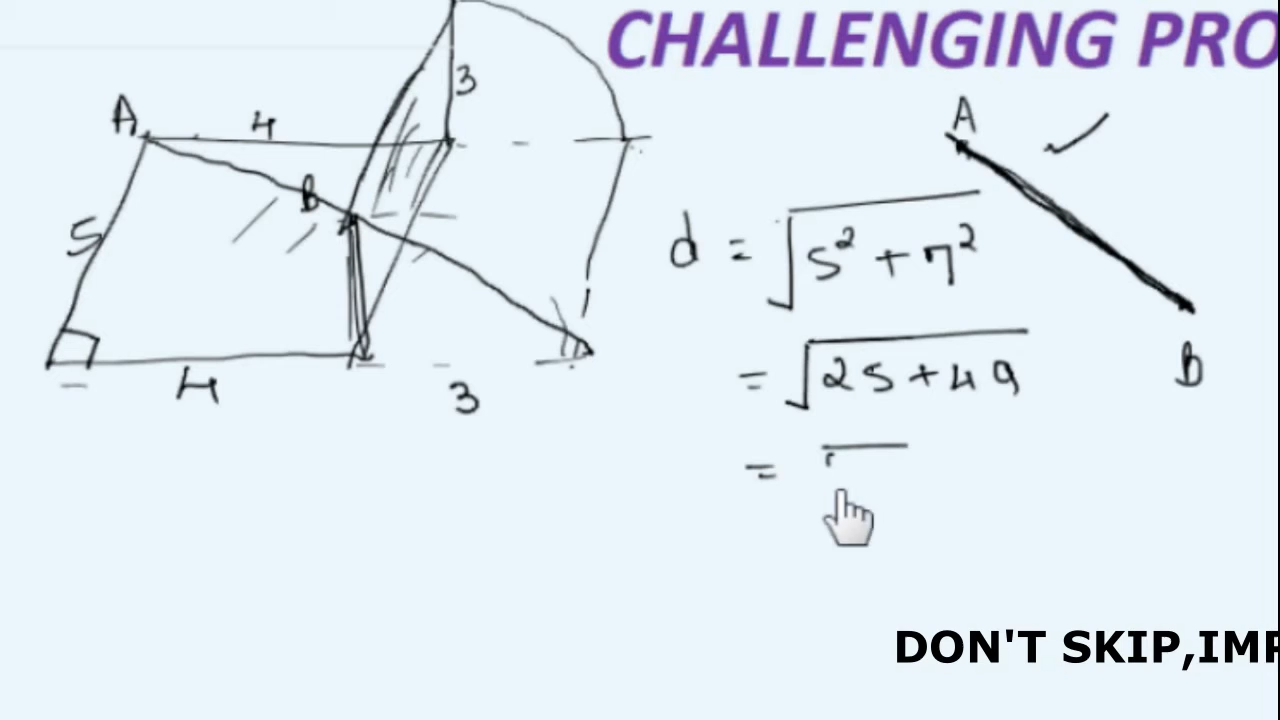 CHALLENGING PRO
3
A
4
A
B
5
d = √5² + 7²
= √25 + 49
=
4
3
B
DON'T SKIP,IMP